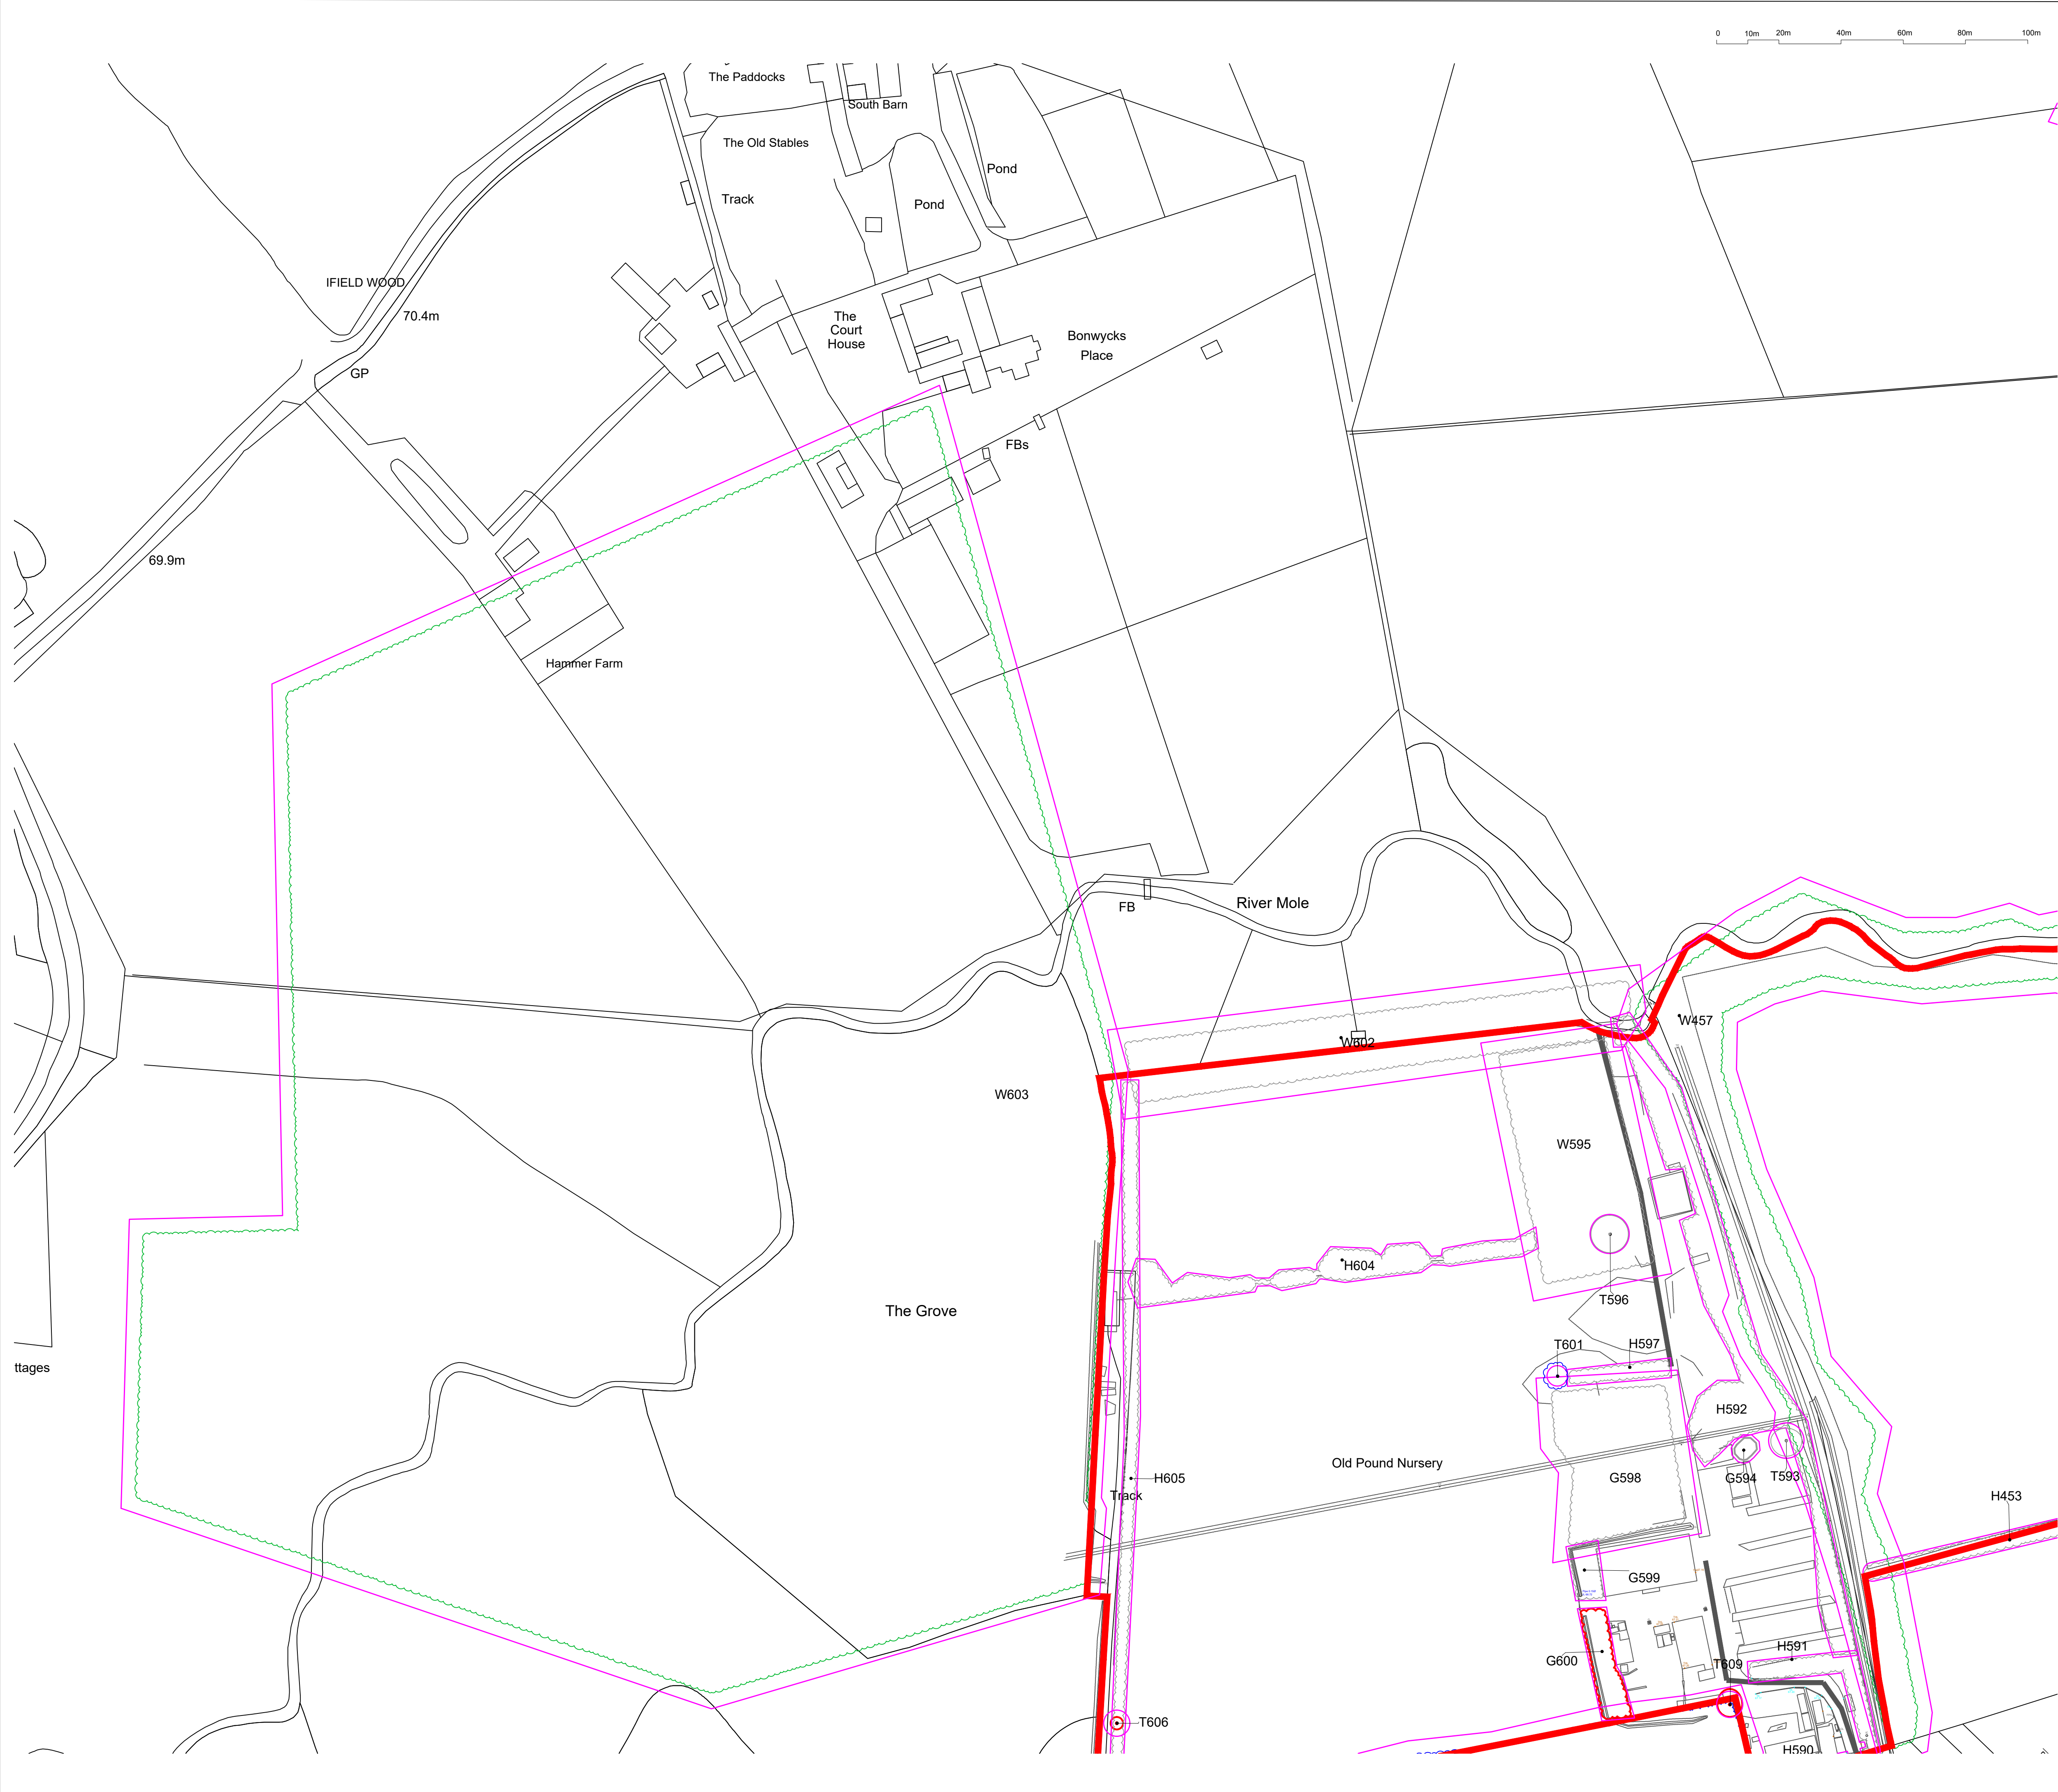 0 10m 20m 40m 60m 80m 100m
The Paddocks
South Barn
The Old Stables
Pond
Track
Pond
IFIELD WOOD
70.4m
The
Court
House
Bonwycks
Place
GP
FBs
69.9m
Hammer Farm
FB
River Mole
W457
W602
W603
W595
H604
T596
The Grove
T601
H597
ttages
H592
Old Pound Nursery
H605
G598
G594
T593
Track
H453
G599
H591
G600
T609
T606
H590